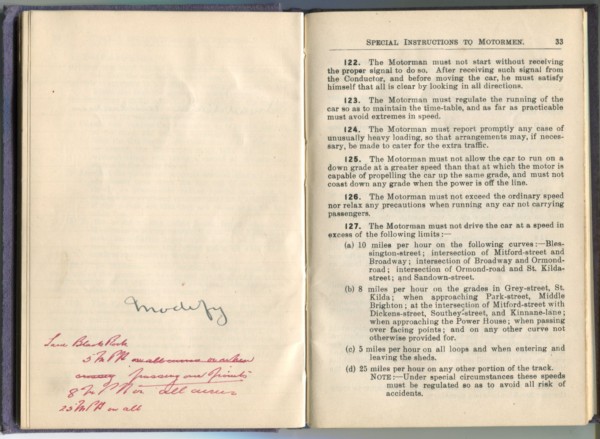 Modify
5 M P H
passing over points
8 M P H on all curves
25 M P H on all
SPECIAL INSTRUCTIONS TO MOTORMEN. 33
122. The Motorman must not start without receiving
the proper signal to do so. After receiving such signal from
the Conductor, and before moving the car, he must satisfy
himself that all is clear by looking in all directions.
123. The Motorman must regulate the running of the
car so as to maintain the time-table, and as far as practicable
must avoid extremes in speed.
124. The Motorman must report promptly any case of
unusually heavy loading, so that arrangements may, if neces-
sary, be made to cater for the extra traffic.
125. The Motorman must not allow the car to run on a
down grade at a greater speed than that at which the motor is
capable of propelling the car up the same grade, and must not
coast down any grade when the power is off the line.
126. The Motorman must not exceed the ordinary speed
nor relax any precautions when running any car not carrying
passengers.
127. The Motorman must not drive the car at a speed in
excess of the following limits:—
(a) 10 miles per hour on the following curves:—Bles-
sington-street; intersection of Mitford-street and
Broadway; intersection of Broadway and Ormond-
road; intersection of Ormond-road and St. Kilda-
street; and Sandown-street.
(b) 8 miles per hour on the grades in Grey-street, St.
Kilda; when approaching Park-street, Middle
Brighton; at the intersection of Mitford-street with
Dickens-street, Southey-street, and Kinnane-lane;
when approaching the Power House; when passing
over facing points; and on any other curve not
otherwise provided for.
(c) 5 miles per hour on all loops and when entering and
leaving the sheds.
(d) 25 miles per hour on any other portion of the track.
NOTE:—Under special circumstances these speeds
must be regulated so as to avoid all risk of
accidents.